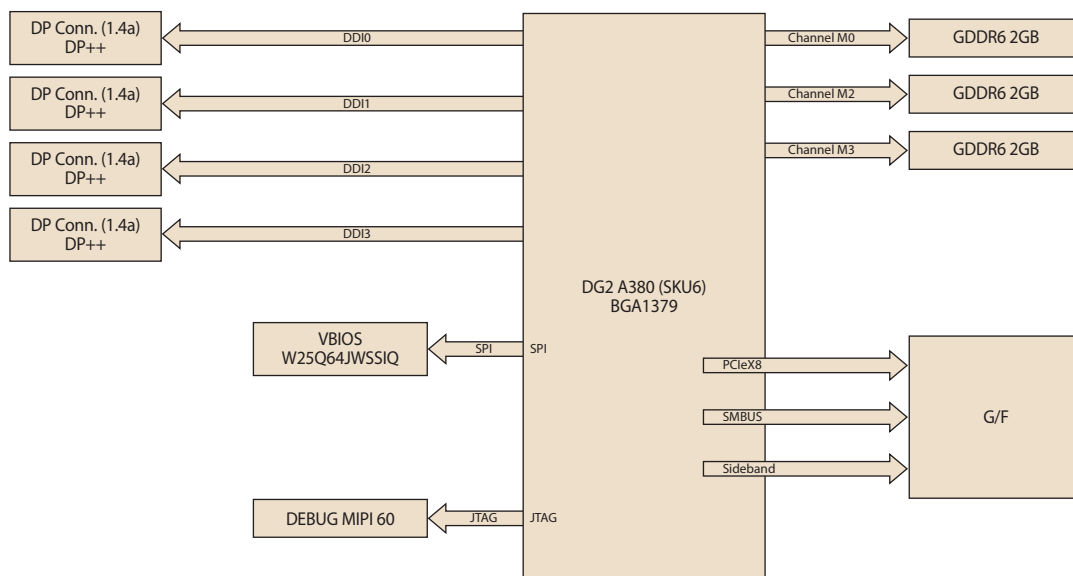 DP Conn. (1.4a)
DP++
DDI0
Channel M0
GDDR6 2GB
DP Conn. (1.4a)
DP++
DDI1
Channel M2
GDDR6 2GB
DP Conn. (1.4a)
DP++
DDI2
Channel M3
GDDR6 2GB
DP Conn. (1.4a)
DP++
DDI3
DG2 A380 (SKU6)
BGA1379
VBIOS
W25Q64JWSSIQ
SPI
SPI
PCIeX8
SMBUS
Sideband
G/F
DEBUG MIPI 60
JTAG
JTAG